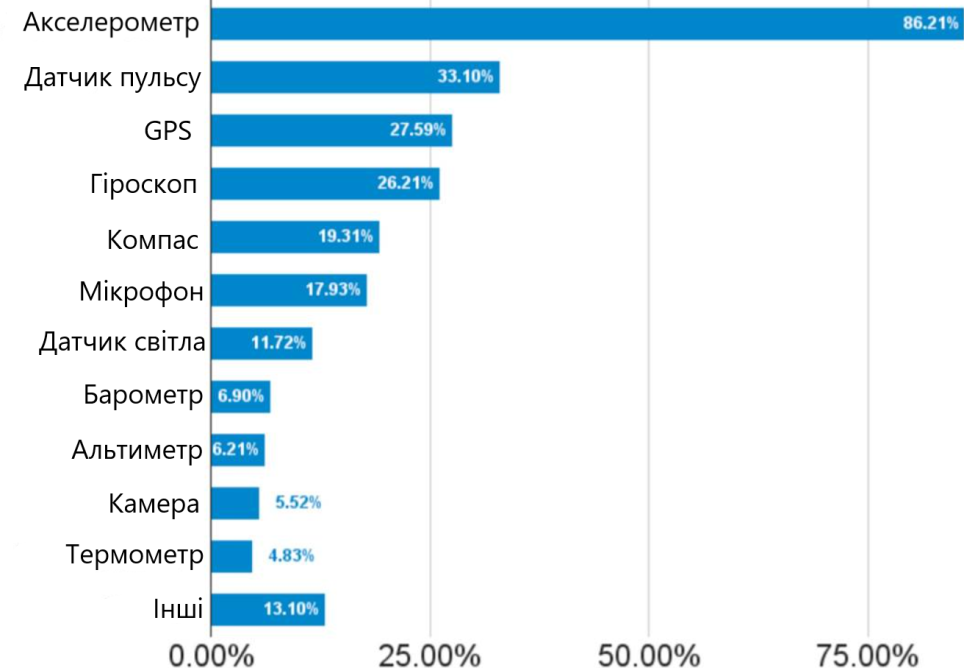 Акселерометр 86.21%
Датчик пульсу 33.10%
GPS 27.59%
Гіроскоп 26.21%
Компас 19.31%
Мікрофон 17.93%
Датчик світла 11.72%
Барометр 6.90%
Альтиметр 6.21%
Камера 5.52%
Термометр 4.83%
Інші 13.10%
0.00% 25.00% 50.00% 75.00%